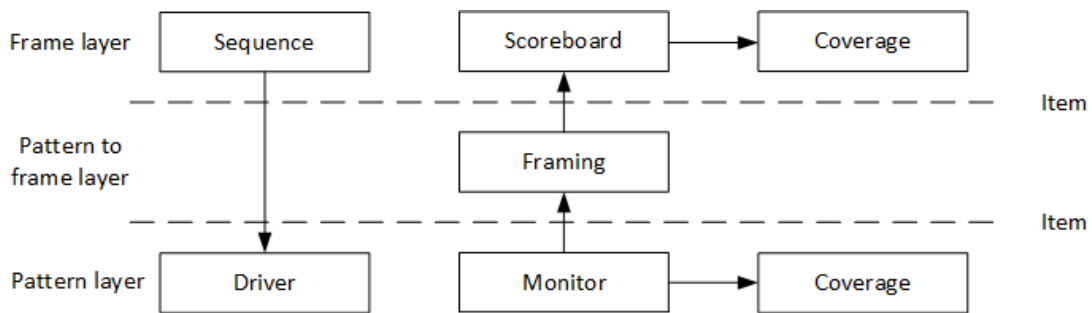 Frame layer
Sequence
Scoreboard
Coverage
Item
Pattern to
frame layer
Framing
Item
Pattern layer
Driver
Monitor
Coverage